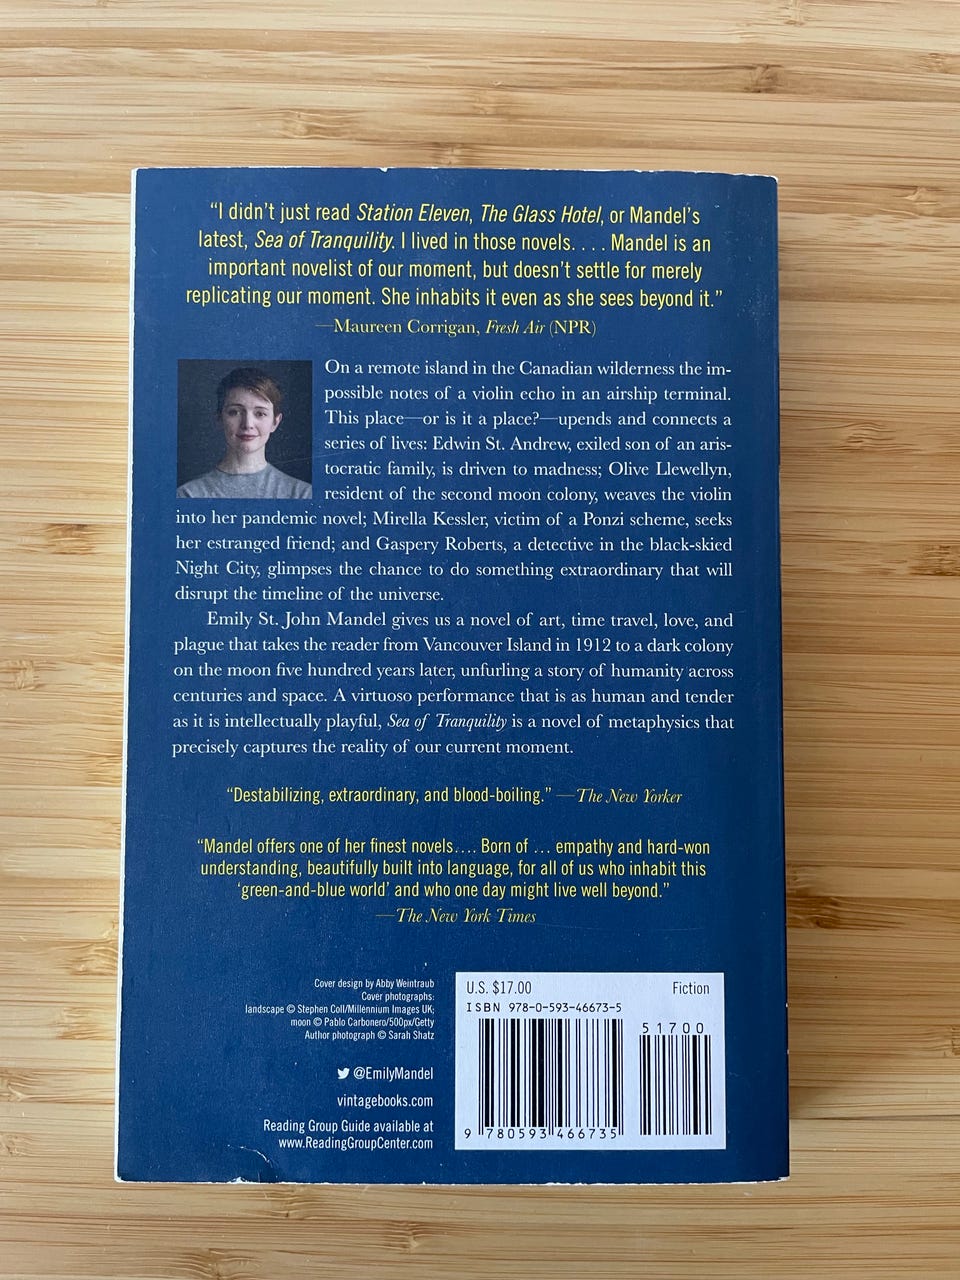 “I didn’t just read Station Eleven, The Glass Hotel, or Mandel’s
latest, Sea of Tranquility. I lived in those novels. . . . Mandel is an
important novelist of our moment, but doesn’t settle for merely
replicating our moment. She inhabits it even as she sees beyond it.”
—Maureen Corrigan, Fresh Air (NPR)
On a remote island in the Canadian wilderness the im-
possible notes of a violin echo in an airship terminal.
This place—or is it a place?—upends and connects a
series of lives: Edwin St. Andrew, exiled son of an aris-
tocratic family, is driven to madness; Olive Llewellyn,
resident of the second moon colony, weaves the violin
into her pandemic novel; Mirella Kessler, victim of a Ponzi scheme, seeks
her estranged friend; and Gaspery Roberts, a detective in the black-skied
Night City, glimpses the chance to do something extraordinary that will
disrupt the timeline of the universe.
Emily St. John Mandel gives us a novel of art, time travel, love, and
plague that takes the reader from Vancouver Island in 1912 to a dark colony
on the moon five hundred years later, unfurling a story of humanity across
centuries and space. A virtuoso performance that is as human and tender
as it is intellectually playful, Sea of Tranquility is a novel of metaphysics that
precisely captures the reality of our current moment.
“Destabilizing, extraordinary, and blood-boiling.” —The New Yorker
“Mandel offers one of her finest novels. . . . Born of . . . empathy and hard-won
understanding, beautifully built into language, for all of us who inhabit this
‘green-and-blue world’ and who one day might live well beyond.”
—The New York Times
Cover design by Abby Weintraub
Cover photographs:
landscape © Stephen Coll/Millennium Images UK;
moon © Pablo Carbonero/500px/Getty
Author photograph © Sarah Shatz
@EmilyMandel
vintagebooks.com
Reading Group Guide available at
www.ReadingGroupCenter.com
U.S. $17.00 Fiction
ISBN 978-0-593-46673-5
51700
9 780593 466735